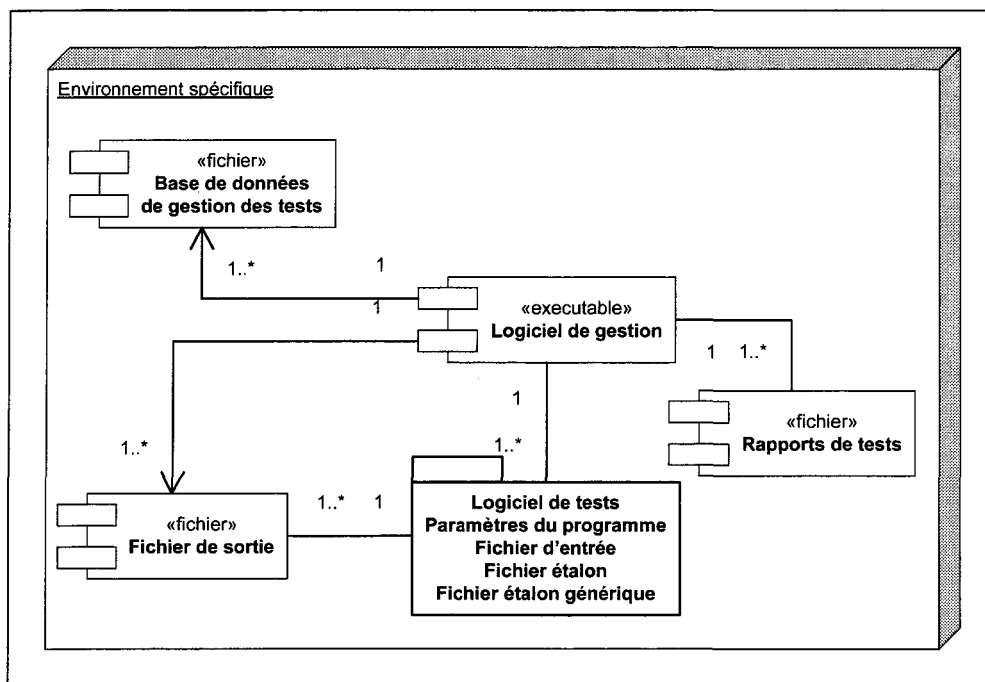 Environnement spécifique
«fichier»
Base de données
de gestion des tests
1..*
1
1
«executable»
Logiciel de gestion
1
1..*
1
1..*
«fichier»
Rapports de tests
1..*
«fichier»
Fichier de sortie
1..*
1
Logiciel de tests
Paramètres du programme
Fichier d'entrée
Fichier étalon
Fichier étalon générique